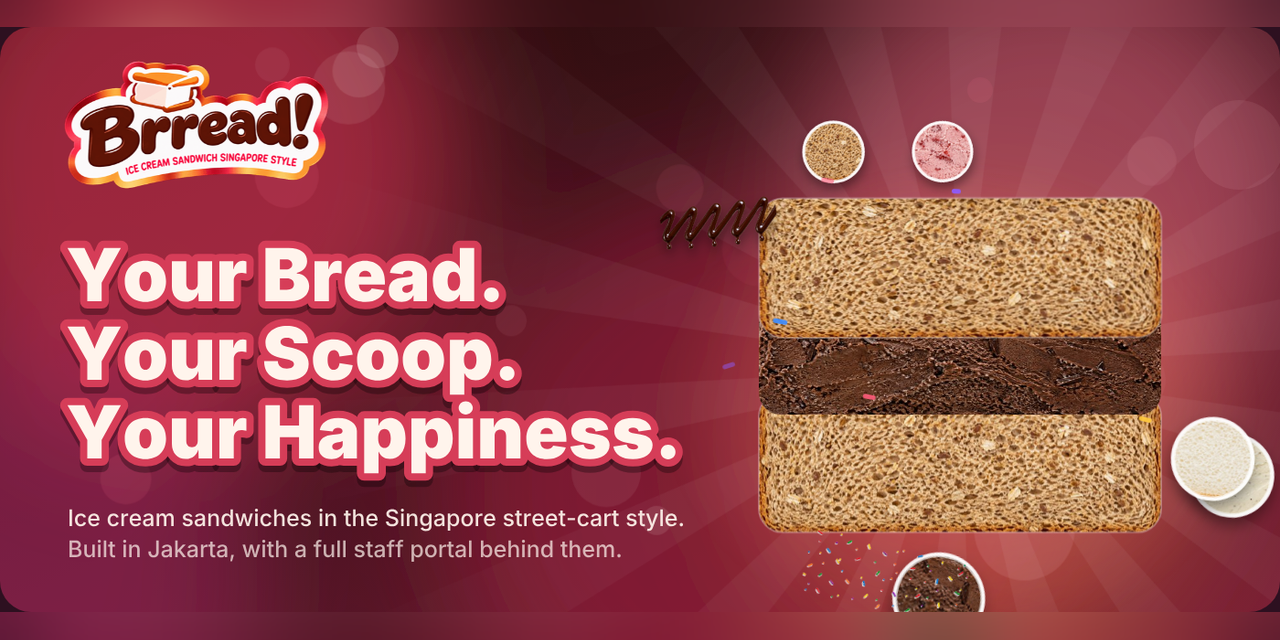 Brread!
ICE CREAM SANDWICH SINGAPORE STYLE
Your Bread.
Your Scoop.
Your Happiness.
Ice cream sandwiches in the Singapore street-cart style.
Built in Jakarta, with a full staff portal behind them.